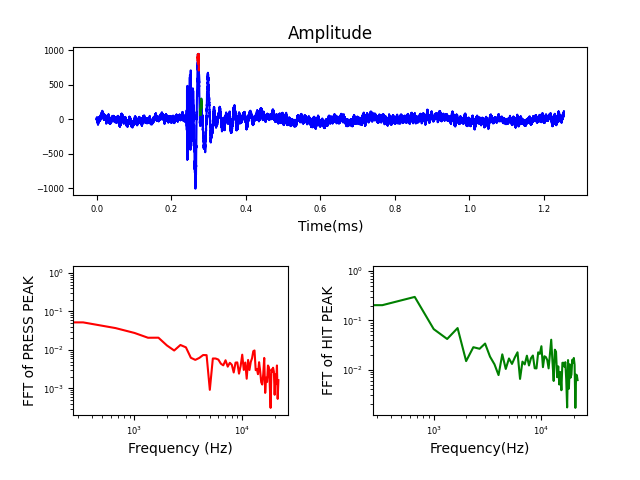 Amplitude
1000
500
0
−500
−1000
0.0 0.2 0.4 0.6 0.8 1.0 1.2
Time(ms)
FFT of PRESS PEAK
10⁰
10⁻¹
10⁻²
10⁻³
10³ 10⁴
Frequency (Hz)
FFT of HIT PEAK
10⁰
10⁻¹
10⁻²
10³ 10⁴
Frequency(Hz)